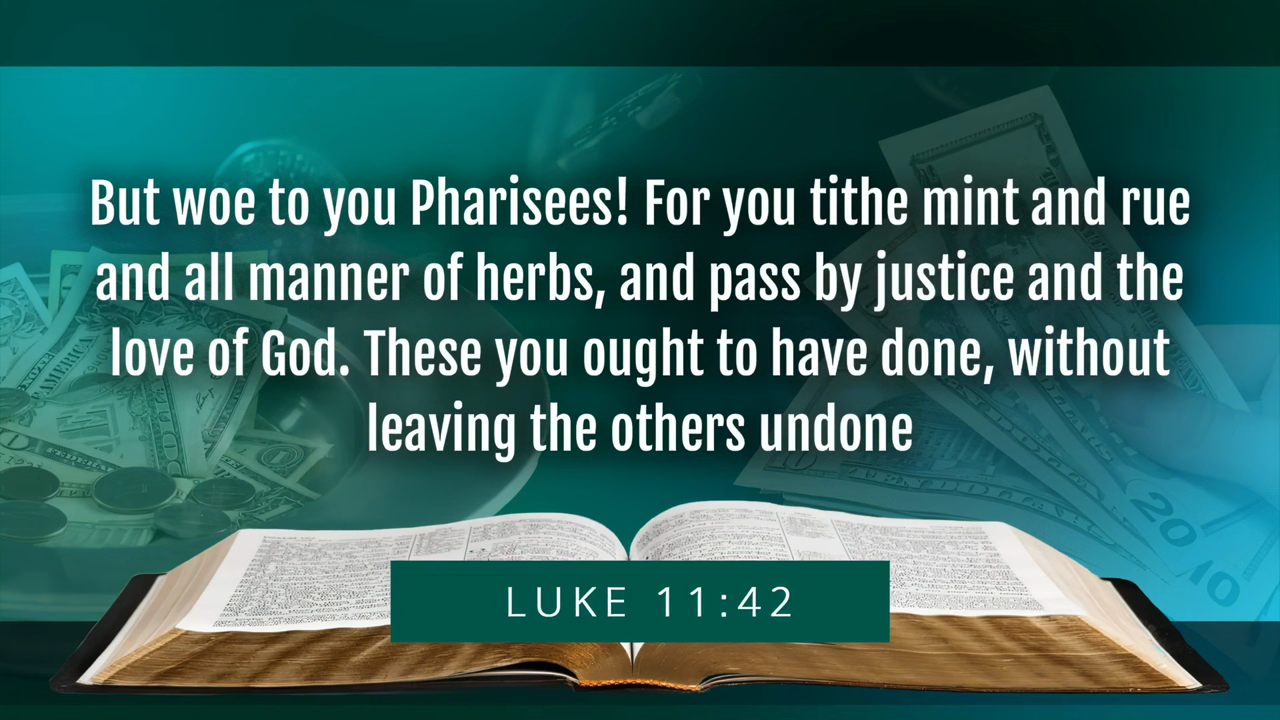 But woe to you Pharisees! For you tithe mint and rue
and all manner of herbs, and pass by justice and the
love of God. These you ought to have done, without
leaving the others undone
LUKE 11:42
20
10